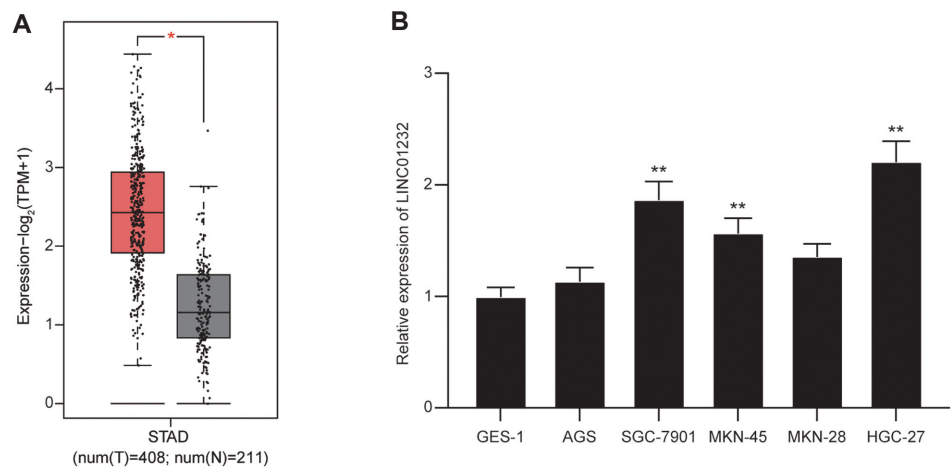 A
*
Expression−log2(TPM+1)
4
3
2
1
0
STAD
(num(T)=408; num(N)=211)
B
Relative expression of LINC01232
3
2
1
0
**
**
**
GES-1 AGS SGC-7901 MKN-45 MKN-28 HGC-27